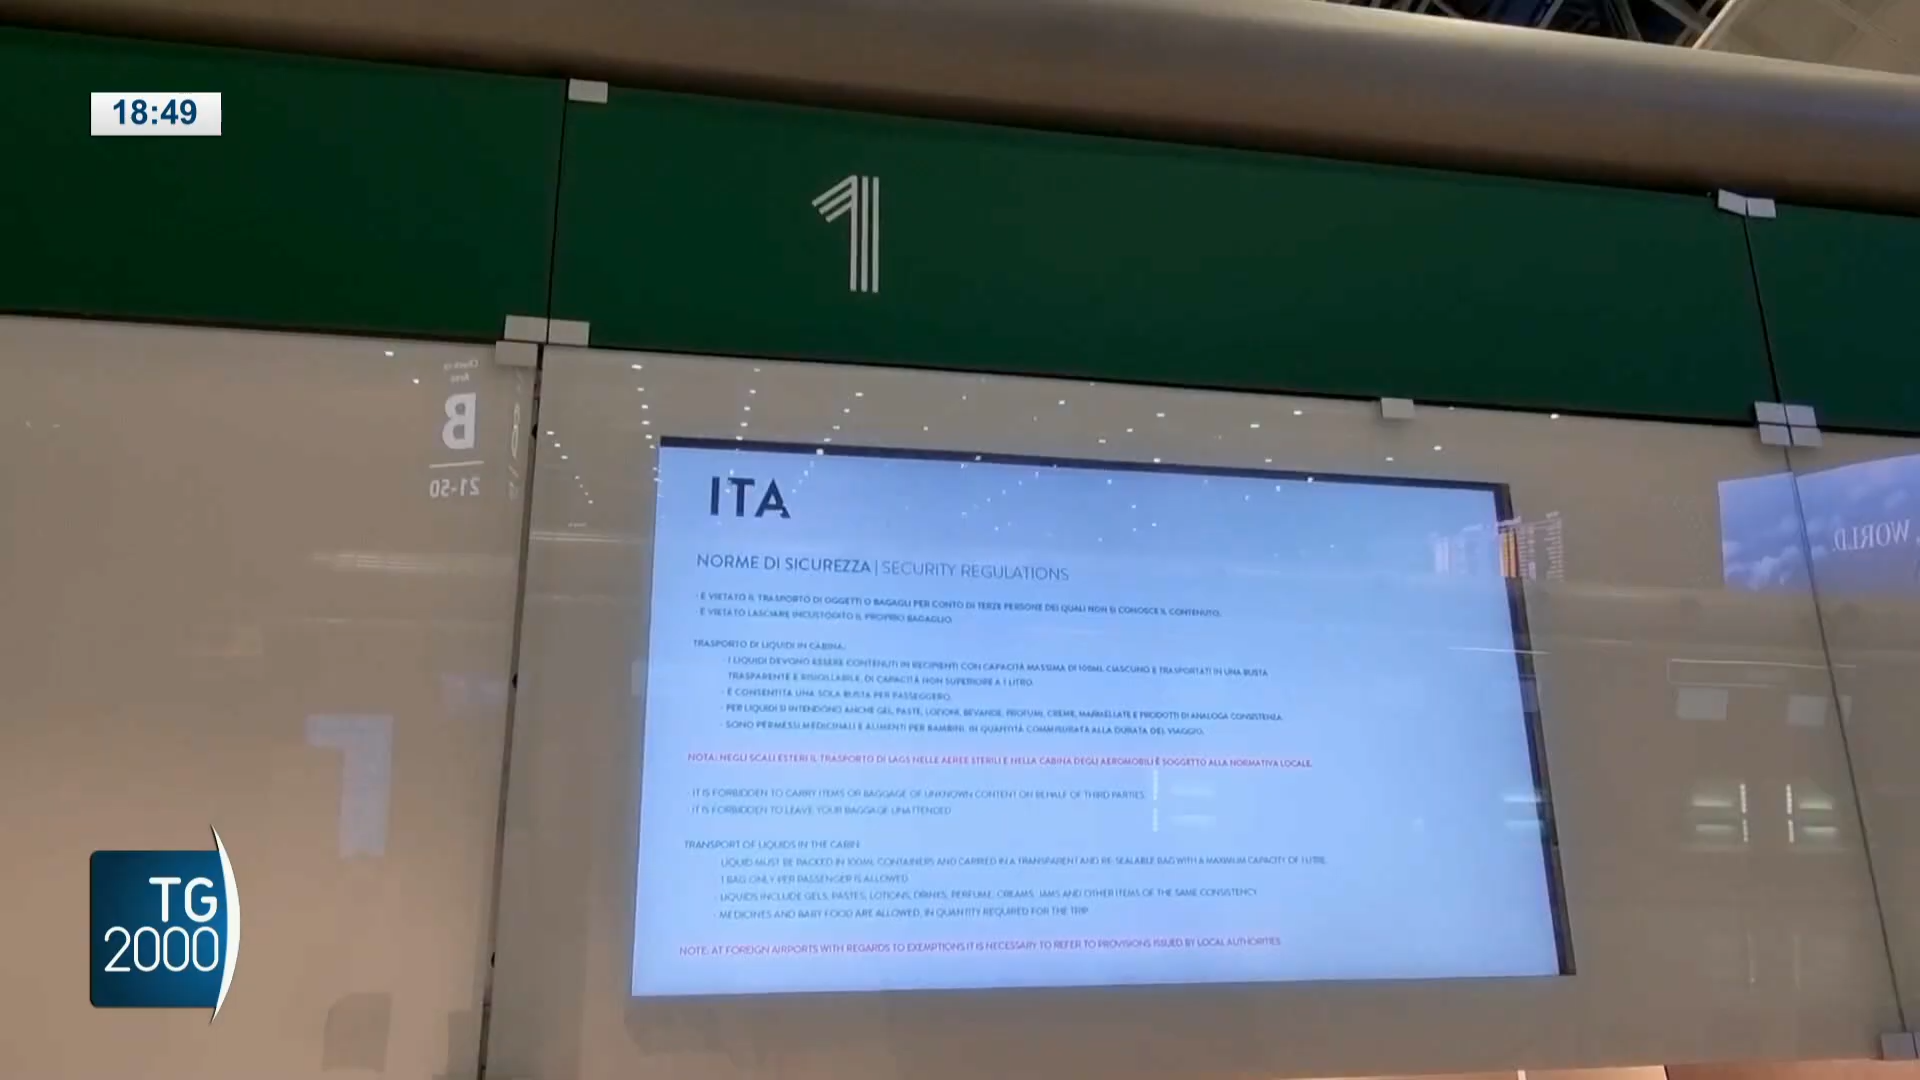 18:49
1
Check-in
Area
B
21-50
ITA
WORLD.
NORME DI SICUREZZA | SECURITY REGULATIONS
- È VIETATO IL TRASPORTO DI OGGETTI O BAGAGLI PER CONTO DI TERZE PERSONE DEI QUALI NON SI CONOSCE IL CONTENUTO.
- È VIETATO LASCIARE INCUSTODITO IL PROPRIO BAGAGLIO.
TRASPORTO DI LIQUIDI IN CABINA:
- I LIQUIDI DEVONO ESSERE CONTENUTI IN RECIPIENTI CON CAPACITÀ MASSIMA DI 100ML CIASCUNO E TRASPORTATI IN UNA BUSTA
TRASPARENTE E RISIGILLABILE, DI CAPACITÀ NON SUPERIORE A 1 LITRO.
- È CONSENTITA UNA SOLA BUSTA PER PASSEGGERO.
- PER LIQUIDI SI INTENDONO ANCHE GEL, PASTE, LOZIONI, BEVANDE, PROFUMI, CREME, MARMELLATE E PRODOTTI DI ANALOGA CONSISTENZA.
- SONO PERMESSI MEDICINALI E ALIMENTI PER BAMBINI, IN QUANTITÀ COMMISURATA ALLA DURATA DEL VIAGGIO.
NOTA: NEGLI SCALI ESTERI IL TRASPORTO DI LAGS NELLE AEREE STERILI E NELLA CABINA DEGLI AEROMOBILI È SOGGETTO ALLA NORMATIVA LOCALE.
- IT IS FORBIDDEN TO CARRY ITEMS OR BAGGAGE OF UNKNOWN CONTENT ON BEHALF OF THIRD PARTIES.
- IT IS FORBIDDEN TO LEAVE YOUR BAGGAGE UNATTENDED
TRANSPORT OF LIQUIDS IN THE CABIN:
LIQUID MUST BE PACKED IN 100ML CONTAINERS AND CARRIED IN A TRANSPARENT AND RE-SEALABLE BAG WITH A MAXIMUM CAPACITY OF 1 LITRE.
1 BAG ONLY PER PASSENGER IS ALLOWED
- LIQUIDS INCLUDE GELS, PASTES, LOTIONS, DRINKS, PERFUME, CREAMS, JAMS AND OTHER ITEMS OF THE SAME CONSISTENCY
- MEDICINES AND BABY FOOD ARE ALLOWED, IN QUANTITY REQUIRED FOR THE TRIP
NOTE: AT FOREIGN AIRPORTS WITH REGARDS TO EXEMPTIONS IT IS NECESSARY TO REFER TO PROVISIONS ISSUED BY LOCAL AUTHORITIES
TG
2000